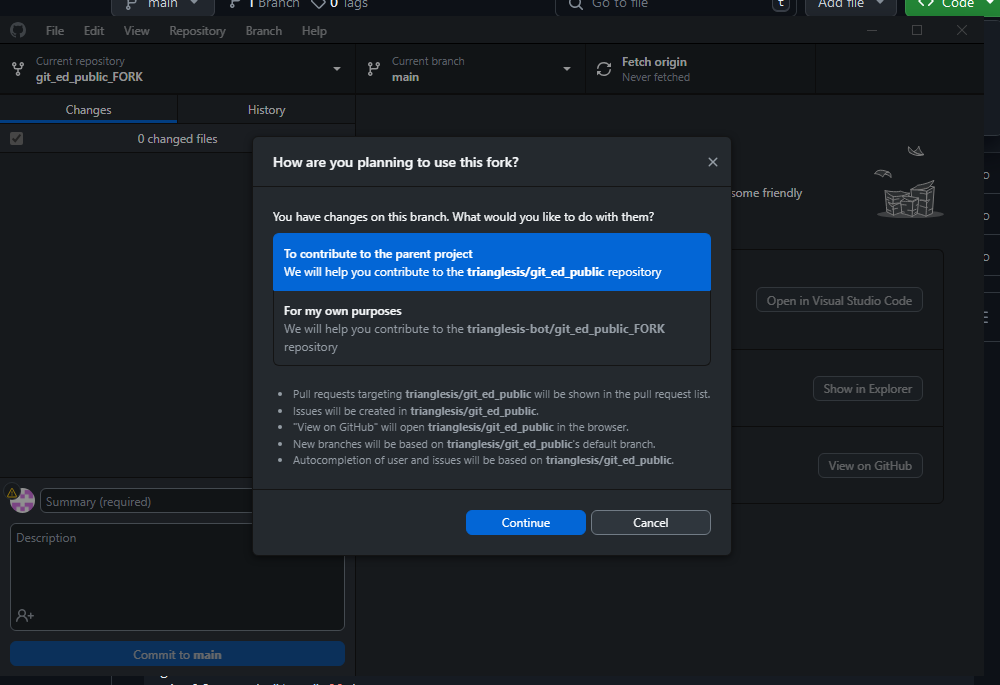 main
1 Branch
0 Tags
Go to file
t
Add file
Code
File Edit View Repository Branch Help
Current repository
git_ed_public_FORK
Current branch
main
Fetch origin
Never fetched
Changes
History
0 changed files
How are you planning to use this fork?
You have changes on this branch. What would you like to do with them?
some friendly
To contribute to the parent project
We will help you contribute to the trianglesis/git_ed_public repository
For my own purposes
We will help you contribute to the trianglesis-bot/git_ed_public_FORK
repository
Open in Visual Studio Code
Show in Explorer
View on GitHub
• Pull requests targeting trianglesis/git_ed_public will be shown in the pull request list.
• Issues will be created in trianglesis/git_ed_public.
• "View on GitHub" will open trianglesis/git_ed_public in the browser.
• New branches will be based on trianglesis/git_ed_public's default branch.
• Autocompletion of user and issues will be based on trianglesis/git_ed_public.
Continue
Cancel
Summary (required)
Description
Commit to main